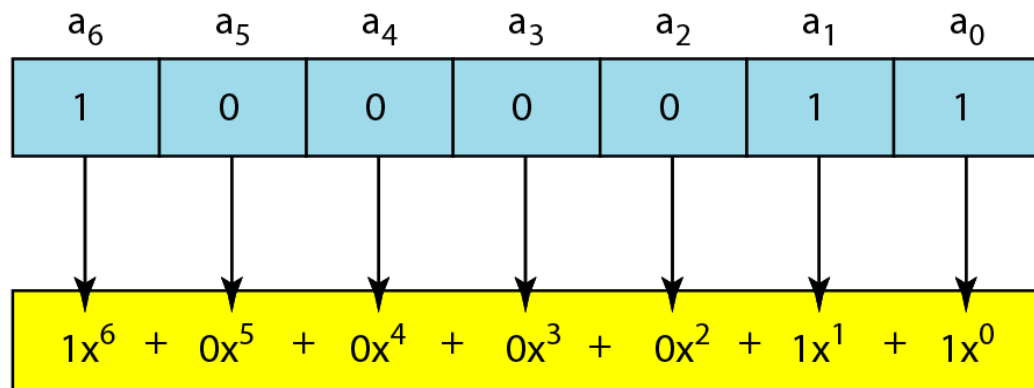 a₆ a₅ a₄ a₃ a₂ a₁ a₀
1 0 0 0 0 1 1
1x⁶ + 0x⁵ + 0x⁴ + 0x³ + 0x² + 1x¹ + 1x⁰